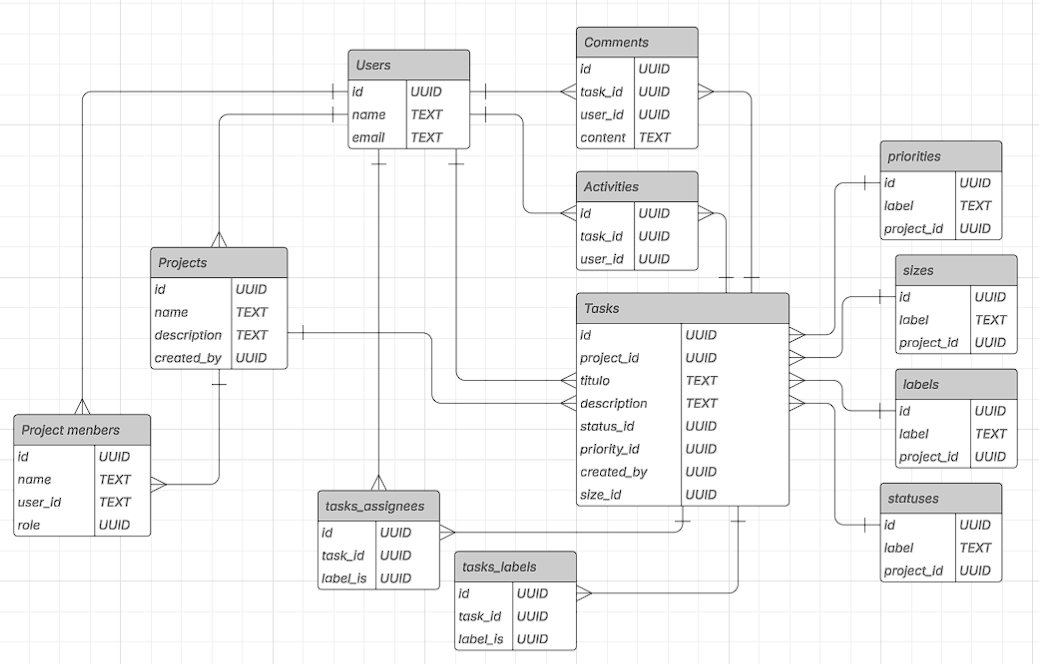 Users
id UUID
name TEXT
email TEXT
Comments
id UUID
task_id UUID
user_id UUID
content TEXT
Activities
id UUID
task_id UUID
user_id UUID
priorities
id UUID
label TEXT
project_id UUID
sizes
id UUID
label TEXT
project_id UUID
Projects
id UUID
name TEXT
description TEXT
created_by UUID
Tasks
id UUID
project_id UUID
titulo TEXT
description TEXT
status_id UUID
priority_id UUID
created_by UUID
size_id UUID
labels
id UUID
label TEXT
project_id UUID
Project menbers
id UUID
name TEXT
user_id TEXT
role UUID
tasks_assignees
id UUID
task_id UUID
label_is UUID
tasks_labels
id UUID
task_id UUID
label_is UUID
statuses
id UUID
label TEXT
project_id UUID